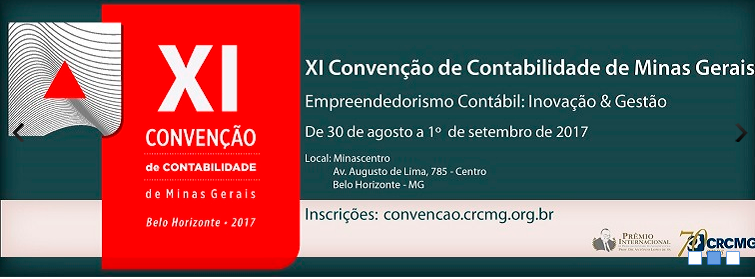 XI
CONVENÇÃO
de CONTABILIDADE
de Minas Gerais
Belo Horizonte • 2017
XI Convenção de Contabilidade de Minas Gerais
Empreendedorismo Contábil: Inovação & Gestão
De 30 de agosto a 1º de setembro de 2017
Local: Minascentro
Av. Augusto de Lima, 785 - Centro
Belo Horizonte - MG
Inscrições: convencao.crcmg.org.br
PRÊMIO
INTERNACIONAL
70
CRCMG